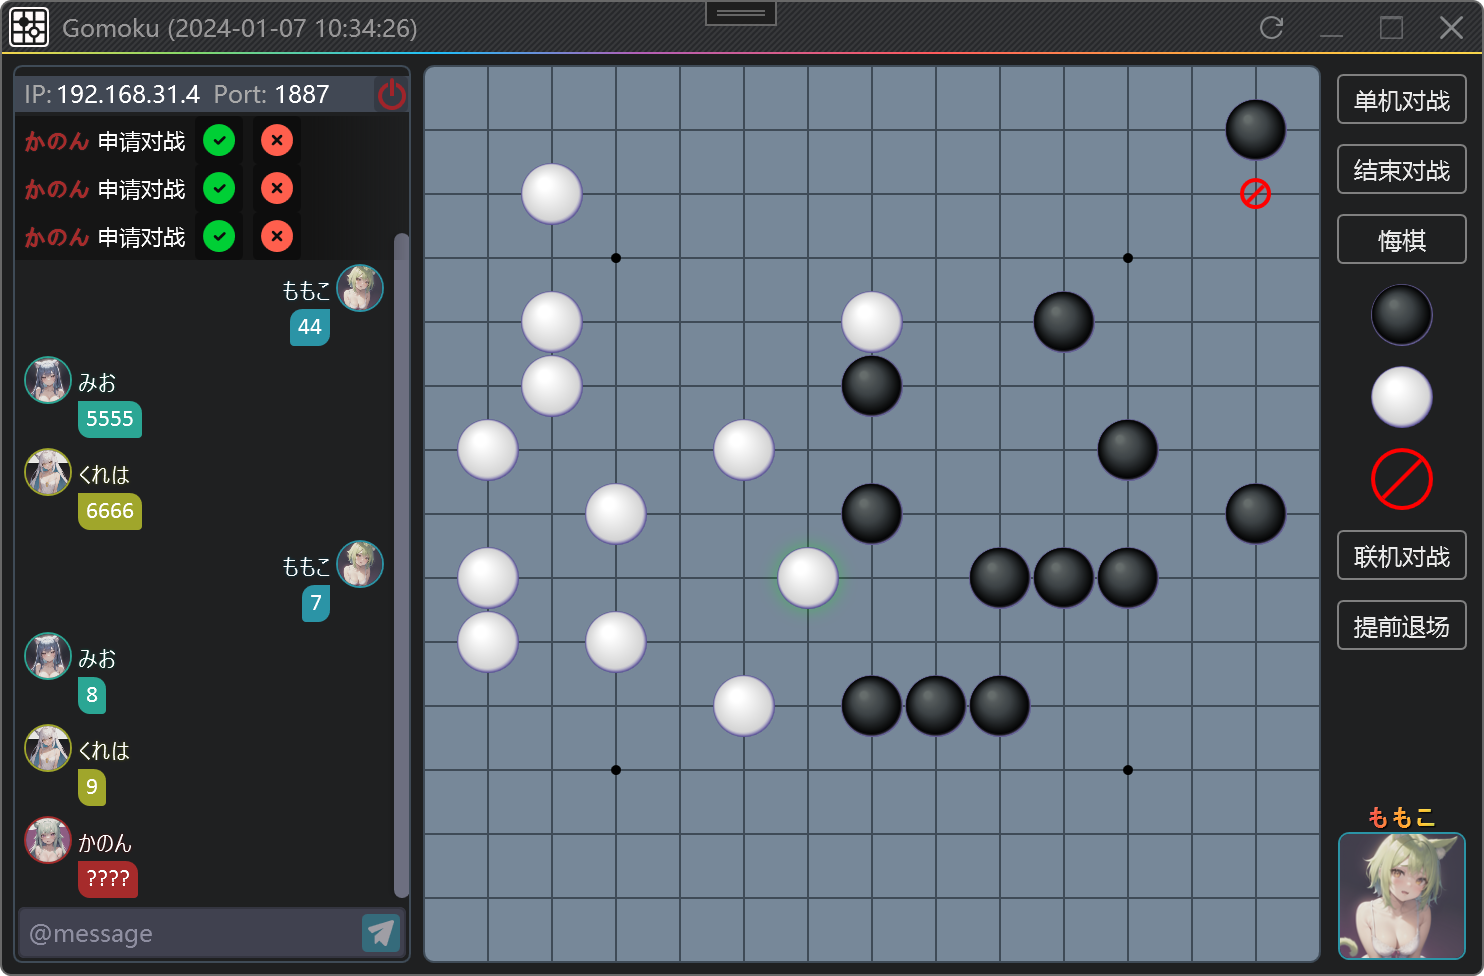 Gomoku (2024-01-07 10:34:26)
IP: 192.168.31.4 Port: 1887
かのん 申请对战
かのん 申请对战
かのん 申请对战
ももこ
44
みお
5555
くれは
6666
ももこ
7
みお
8
くれは
9
かのん
????
@message
单机对战
结束对战
悔棋
联机对战
提前退场
ももこ